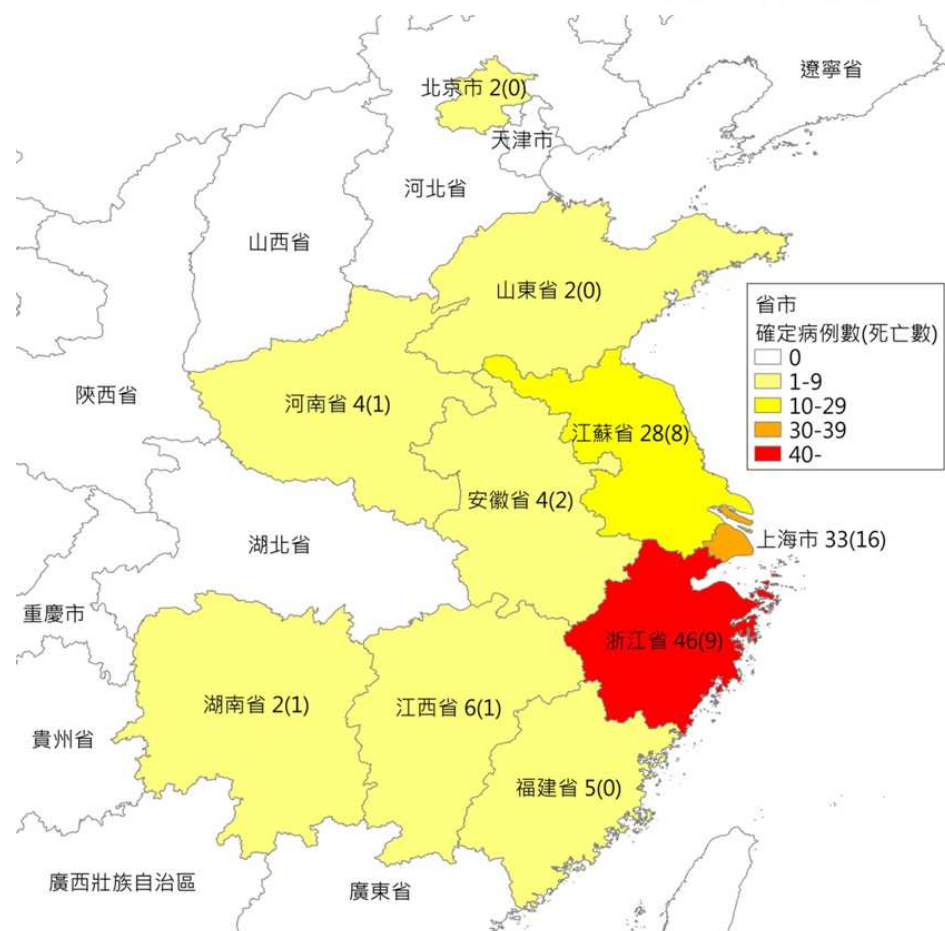 遼寧省
北京市 2(0)
天津市
河北省
山西省
山東省 2(0)
省市
確定病例數(死亡數)
0
1-9
10-29
30-39
40-
陝西省
河南省 4(1)
江蘇省 28(8)
安徽省 4(2)
上海市 33(16)
湖北省
重慶市
浙江省 46(9)
湖南省 2(1)
江西省 6(1)
貴州省
福建省 5(0)
廣西壯族自治區
廣東省